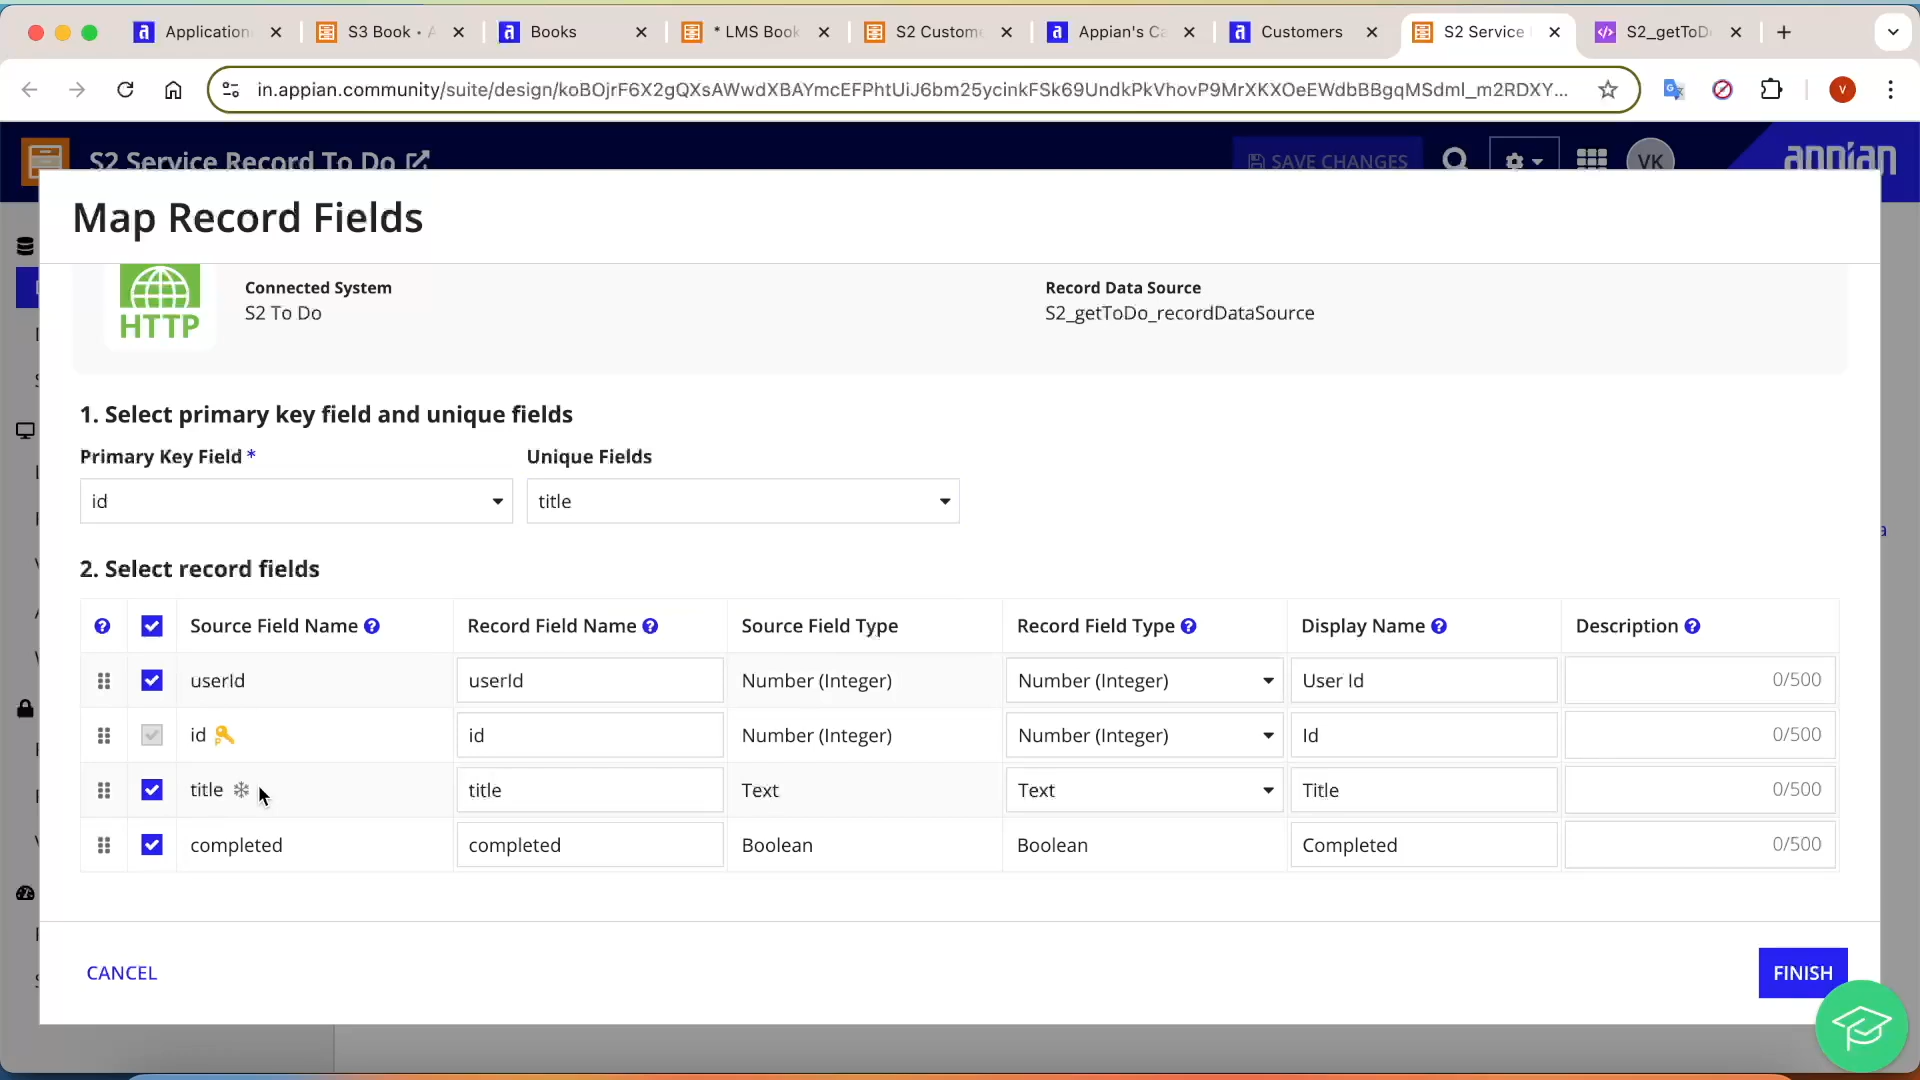 Application
S3 Book · A
Books
* LMS Book
S2 Custom
Appian's Ca
Customers
S2 Service
S2_getToD
in.appian.community/suite/design/koBOjrF6X2gQXsAWwdXBAYmcEFPhtUiJ6bm25ycinkFSk69UndkPkVhovP9MrXKXOeEWdbBBgqMSdml_m2RDXY...
V
S2 Service Record To Do
SAVE CHANGES
VK
appian
Map Record Fields
HTTP
Connected System
S2 To Do
Record Data Source
S2_getToDo_recordDataSource
1. Select primary key field and unique fields
Primary Key Field *
Unique Fields
id
title
2. Select record fields
Source Field Name
Record Field Name
Source Field Type
Record Field Type
Display Name
Description
userId
userId
Number (Integer)
Number (Integer)
User Id
0/500
id
id
Number (Integer)
Number (Integer)
Id
0/500
title
title
Text
Text
Title
0/500
completed
completed
Boolean
Boolean
Completed
0/500
CANCEL
FINISH